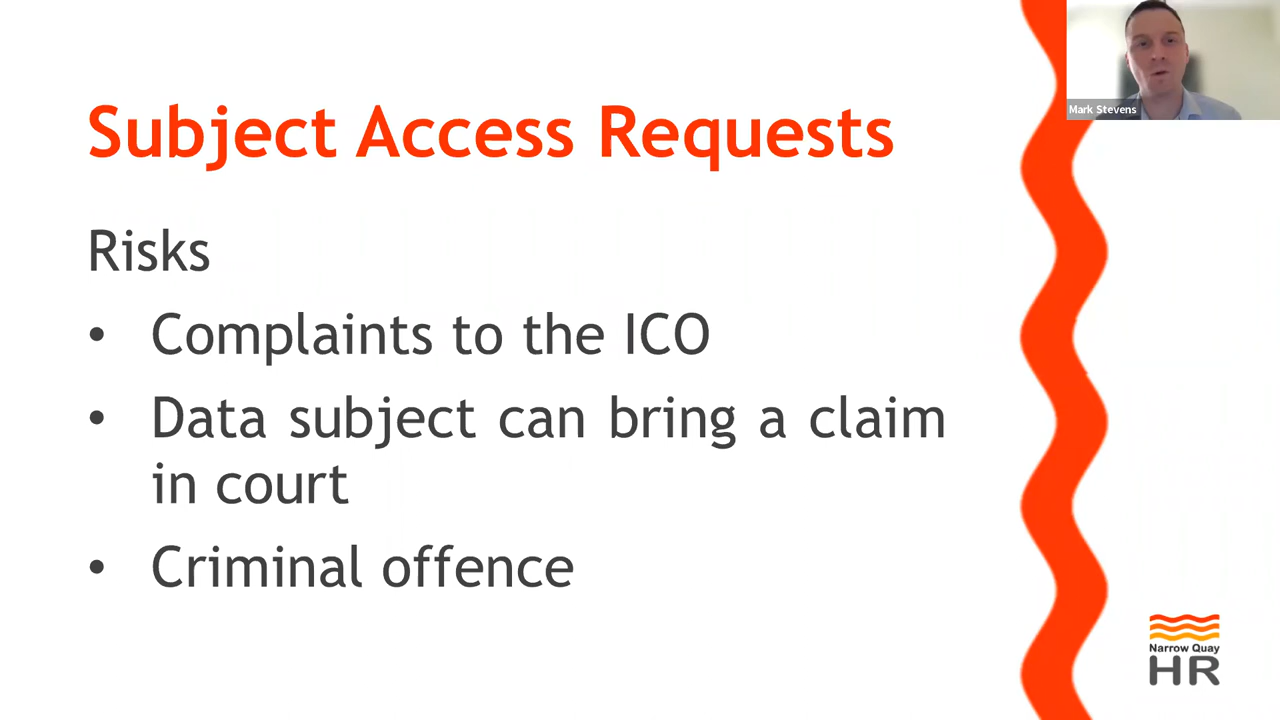 Mark Stevens
Subject Access Requests
Risks
• Complaints to the ICO
• Data subject can bring a claim
in court
• Criminal offence
Narrow Quay
HR